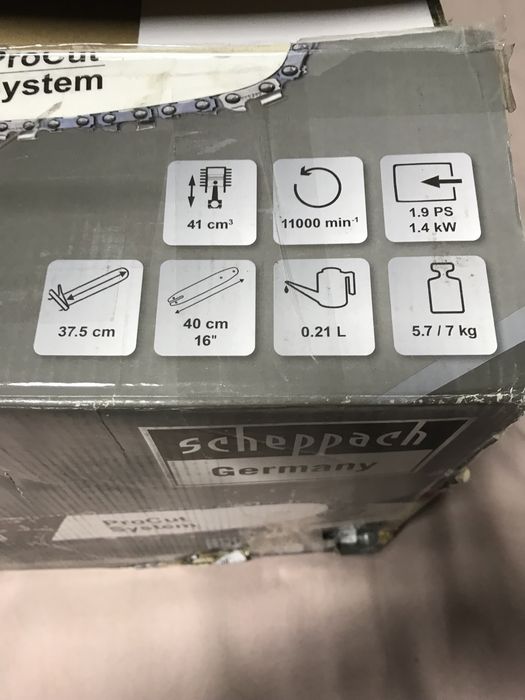 ProCut
ystem
41 cm³
11000 min⁻¹
1.9 PS
1.4 kW
37.5 cm
40 cm
16"
0.21 L
5.7 / 7 kg
scheppach
Germany
ProCut
System